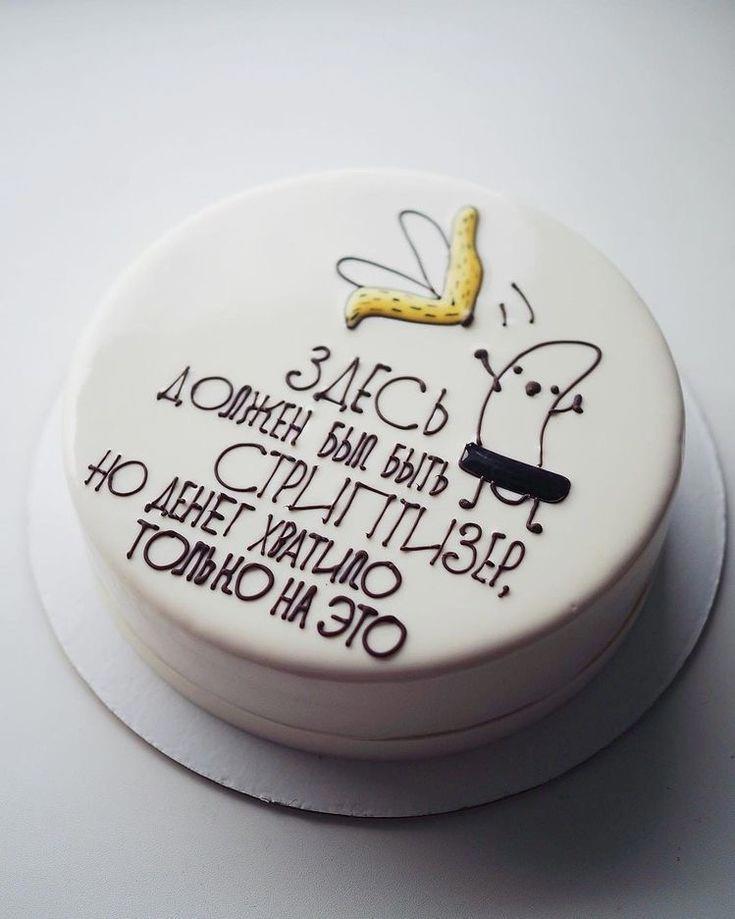 ЗДЕСЬ
ДОЛЖЕН БЫЛ БЫТЬ
СТРИПТИЗЕР,
НО ДЕНЕГ ХВАТИЛО
ТОЛЬКО НА ЭТО